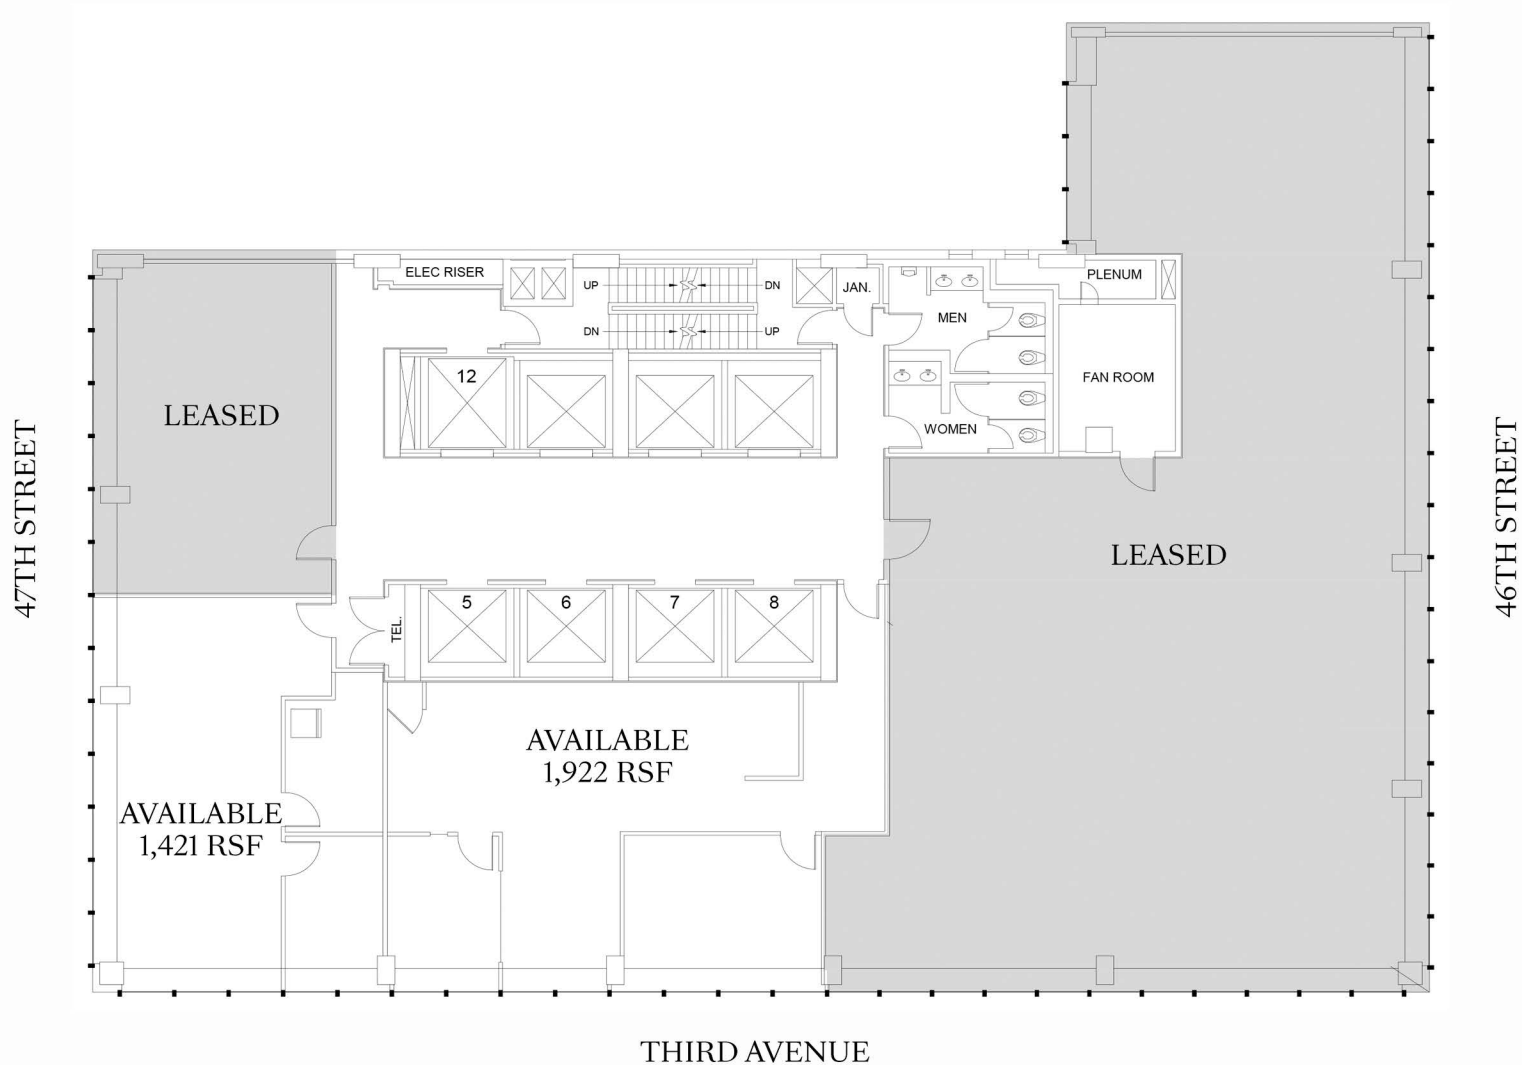 ELEC RISER
UP
DN
DN
UP
JAN.
PLENUM
MEN
12
FAN ROOM
LEASED
WOMEN
47TH STREET
46TH STREET
LEASED
5
6
7
8
TEL.
AVAILABLE
1,922 RSF
AVAILABLE
1,421 RSF
THIRD AVENUE